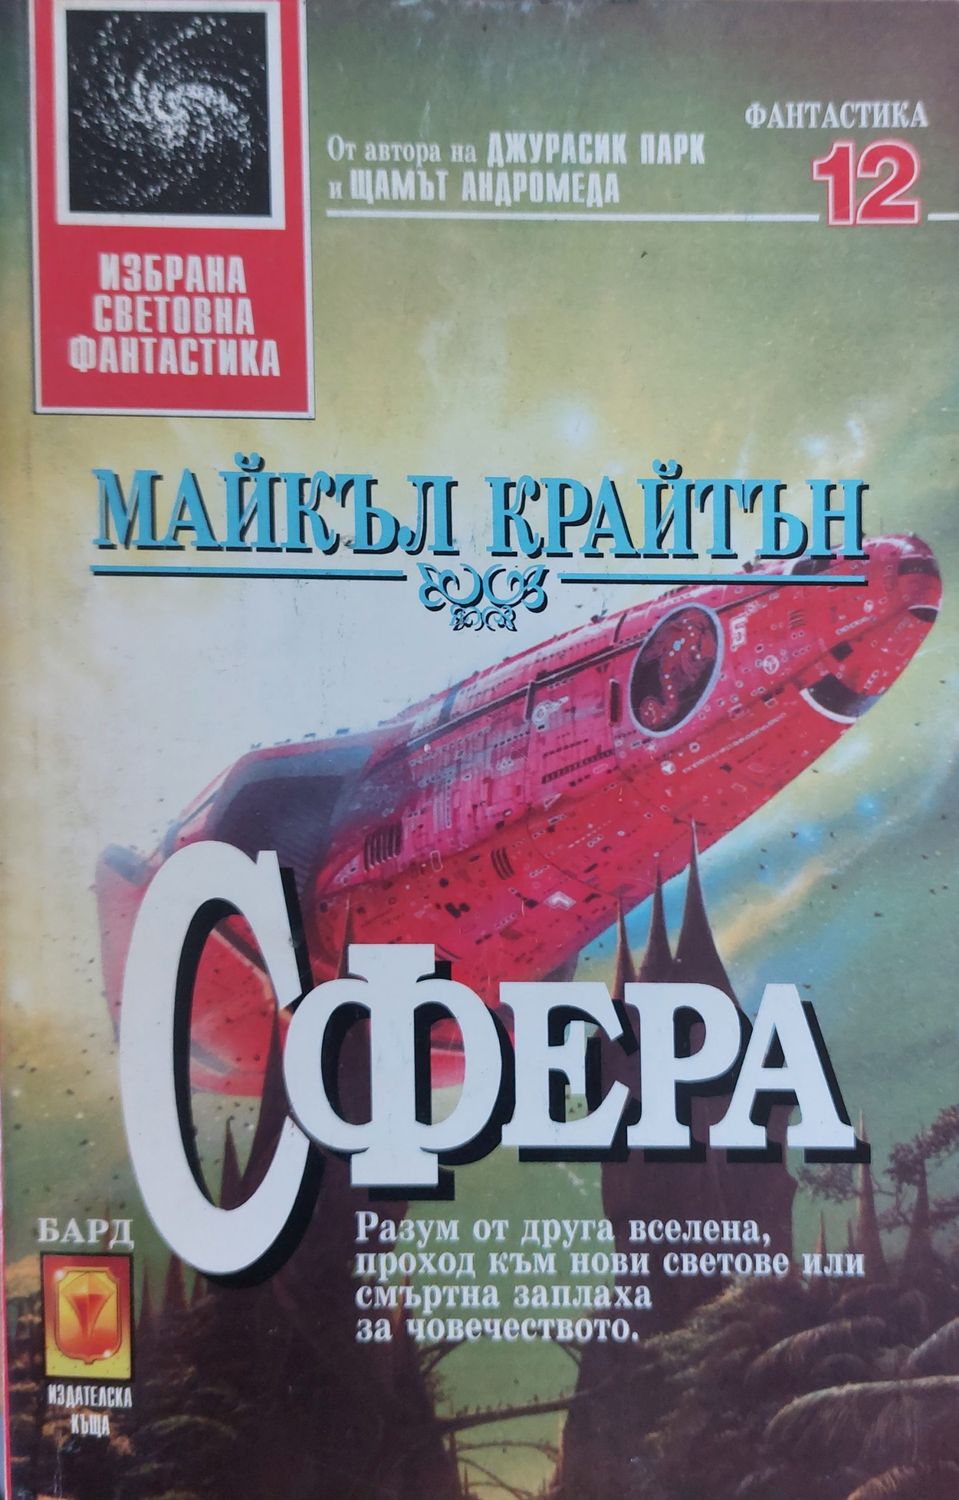 ИЗБРАНА
СВЕТОВНА
ФАНТАСТИКА
От автора на ДЖУРАСИК ПАРК
и ЩАМЪТ АНДРОМЕДА
ФАНТАСТИКА
12
МАЙКЪЛ КРАЙТЪН
СФЕРА
Разум от друга вселена,
проход към нови светове или
смъртна заплаха
за човечеството.
БАРД
ИЗДАТЕЛСКА
КЪЩА